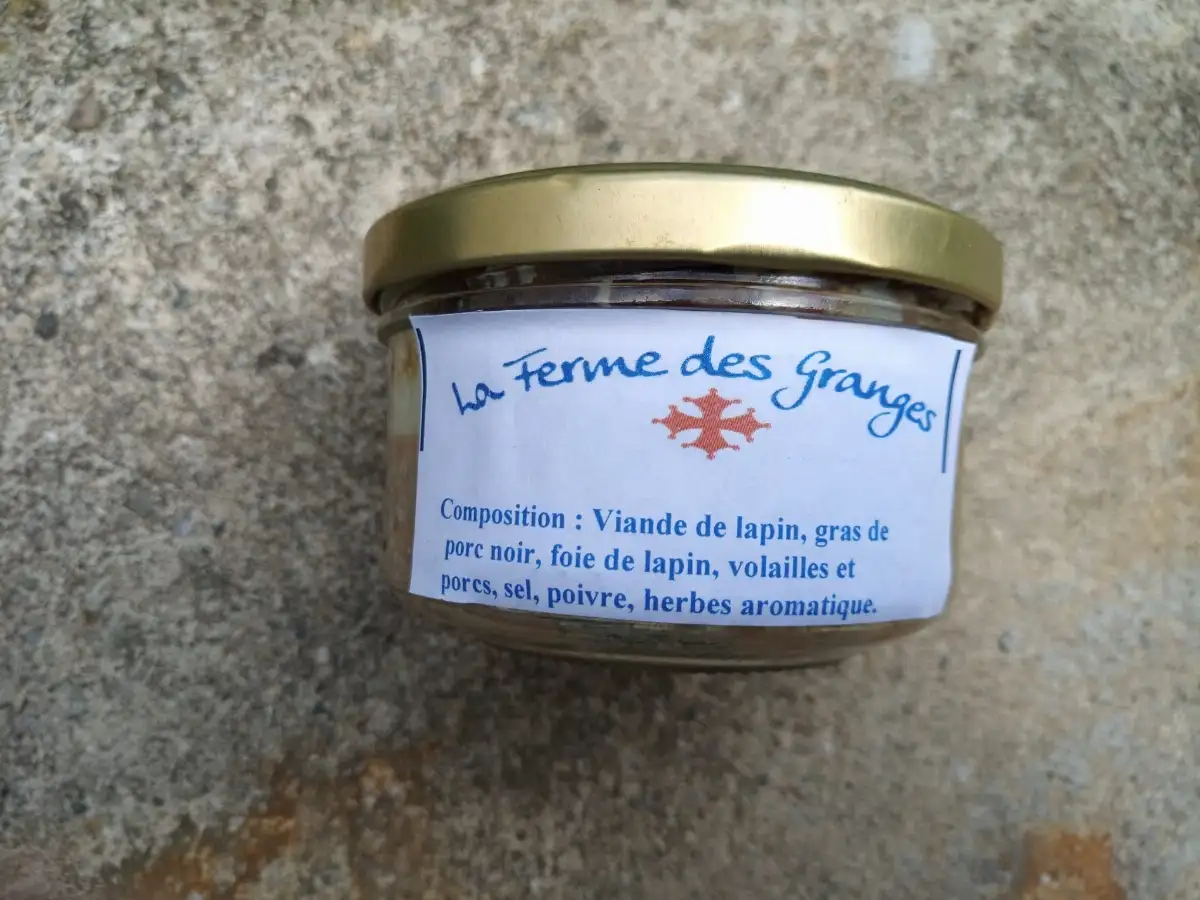 La Ferme des Granges
Composition : Viande de lapin, gras de
porc noir, foie de lapin, volailles et
porcs, sel, poivre, herbes aromatique.